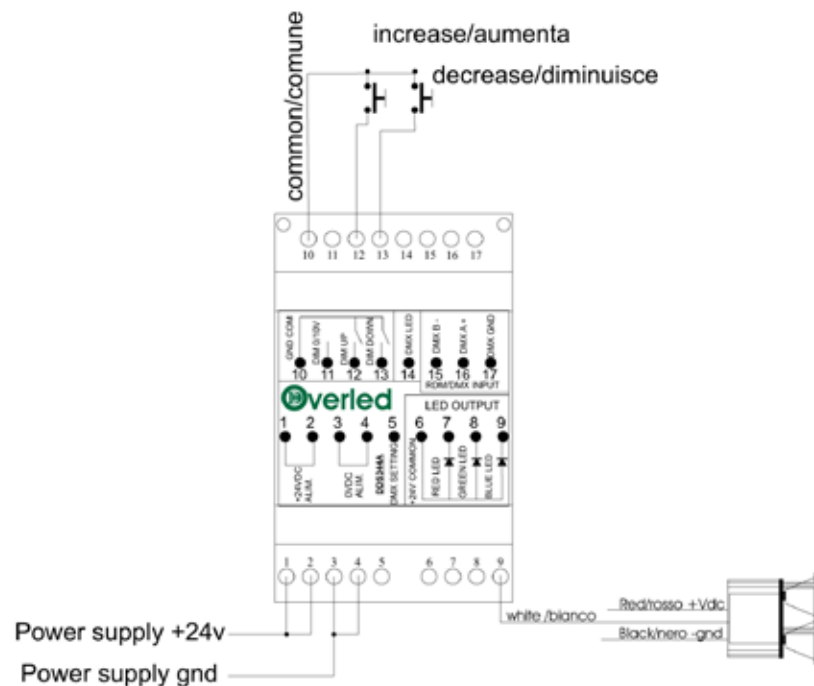 increase/aumenta
decrease/diminuisce
common/comune
10 11 12 13 14 15 16 17
GND COM
DIM 0/10V
DIM UP
DIM DOWN
DMX LED
DMX B -
DMX A +
DMX GND
10 11 12 13 14 15 16 17
RDM/DMX INPUT
Overled
LED OUTPUT
1 2 3 4 5 6 7 8 9
+24VDC
ALIM.
0VDC
ALIM.
DMX SETTING
+24V COMMON
RED LED
GREEN LED
BLUE LED
1 2 3 4 5 6 7 8 9
white /bianco
Red/rosso +Vdc
Black/nero -gnd
Power supply +24v
Power supply gnd